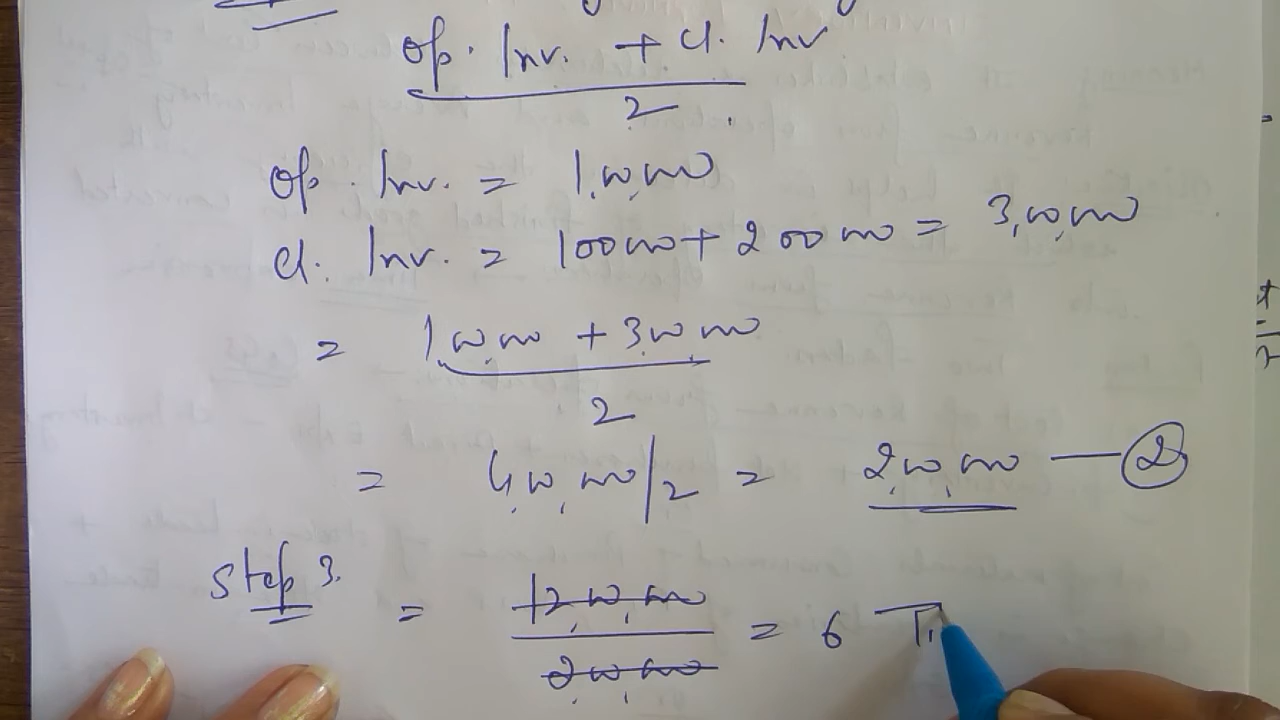 Op. Inv. + Cl. Inv
2
Op. Inv. = 1,00,000
Cl. Inv. = 100000 + 200000 = 3,00,000
= 1,00,000 + 3,00,000
2
= 4,00,000/2 = 2,00,000 — ②
Step 3.
= 12,00,000 = 6 Ti
2,00,000